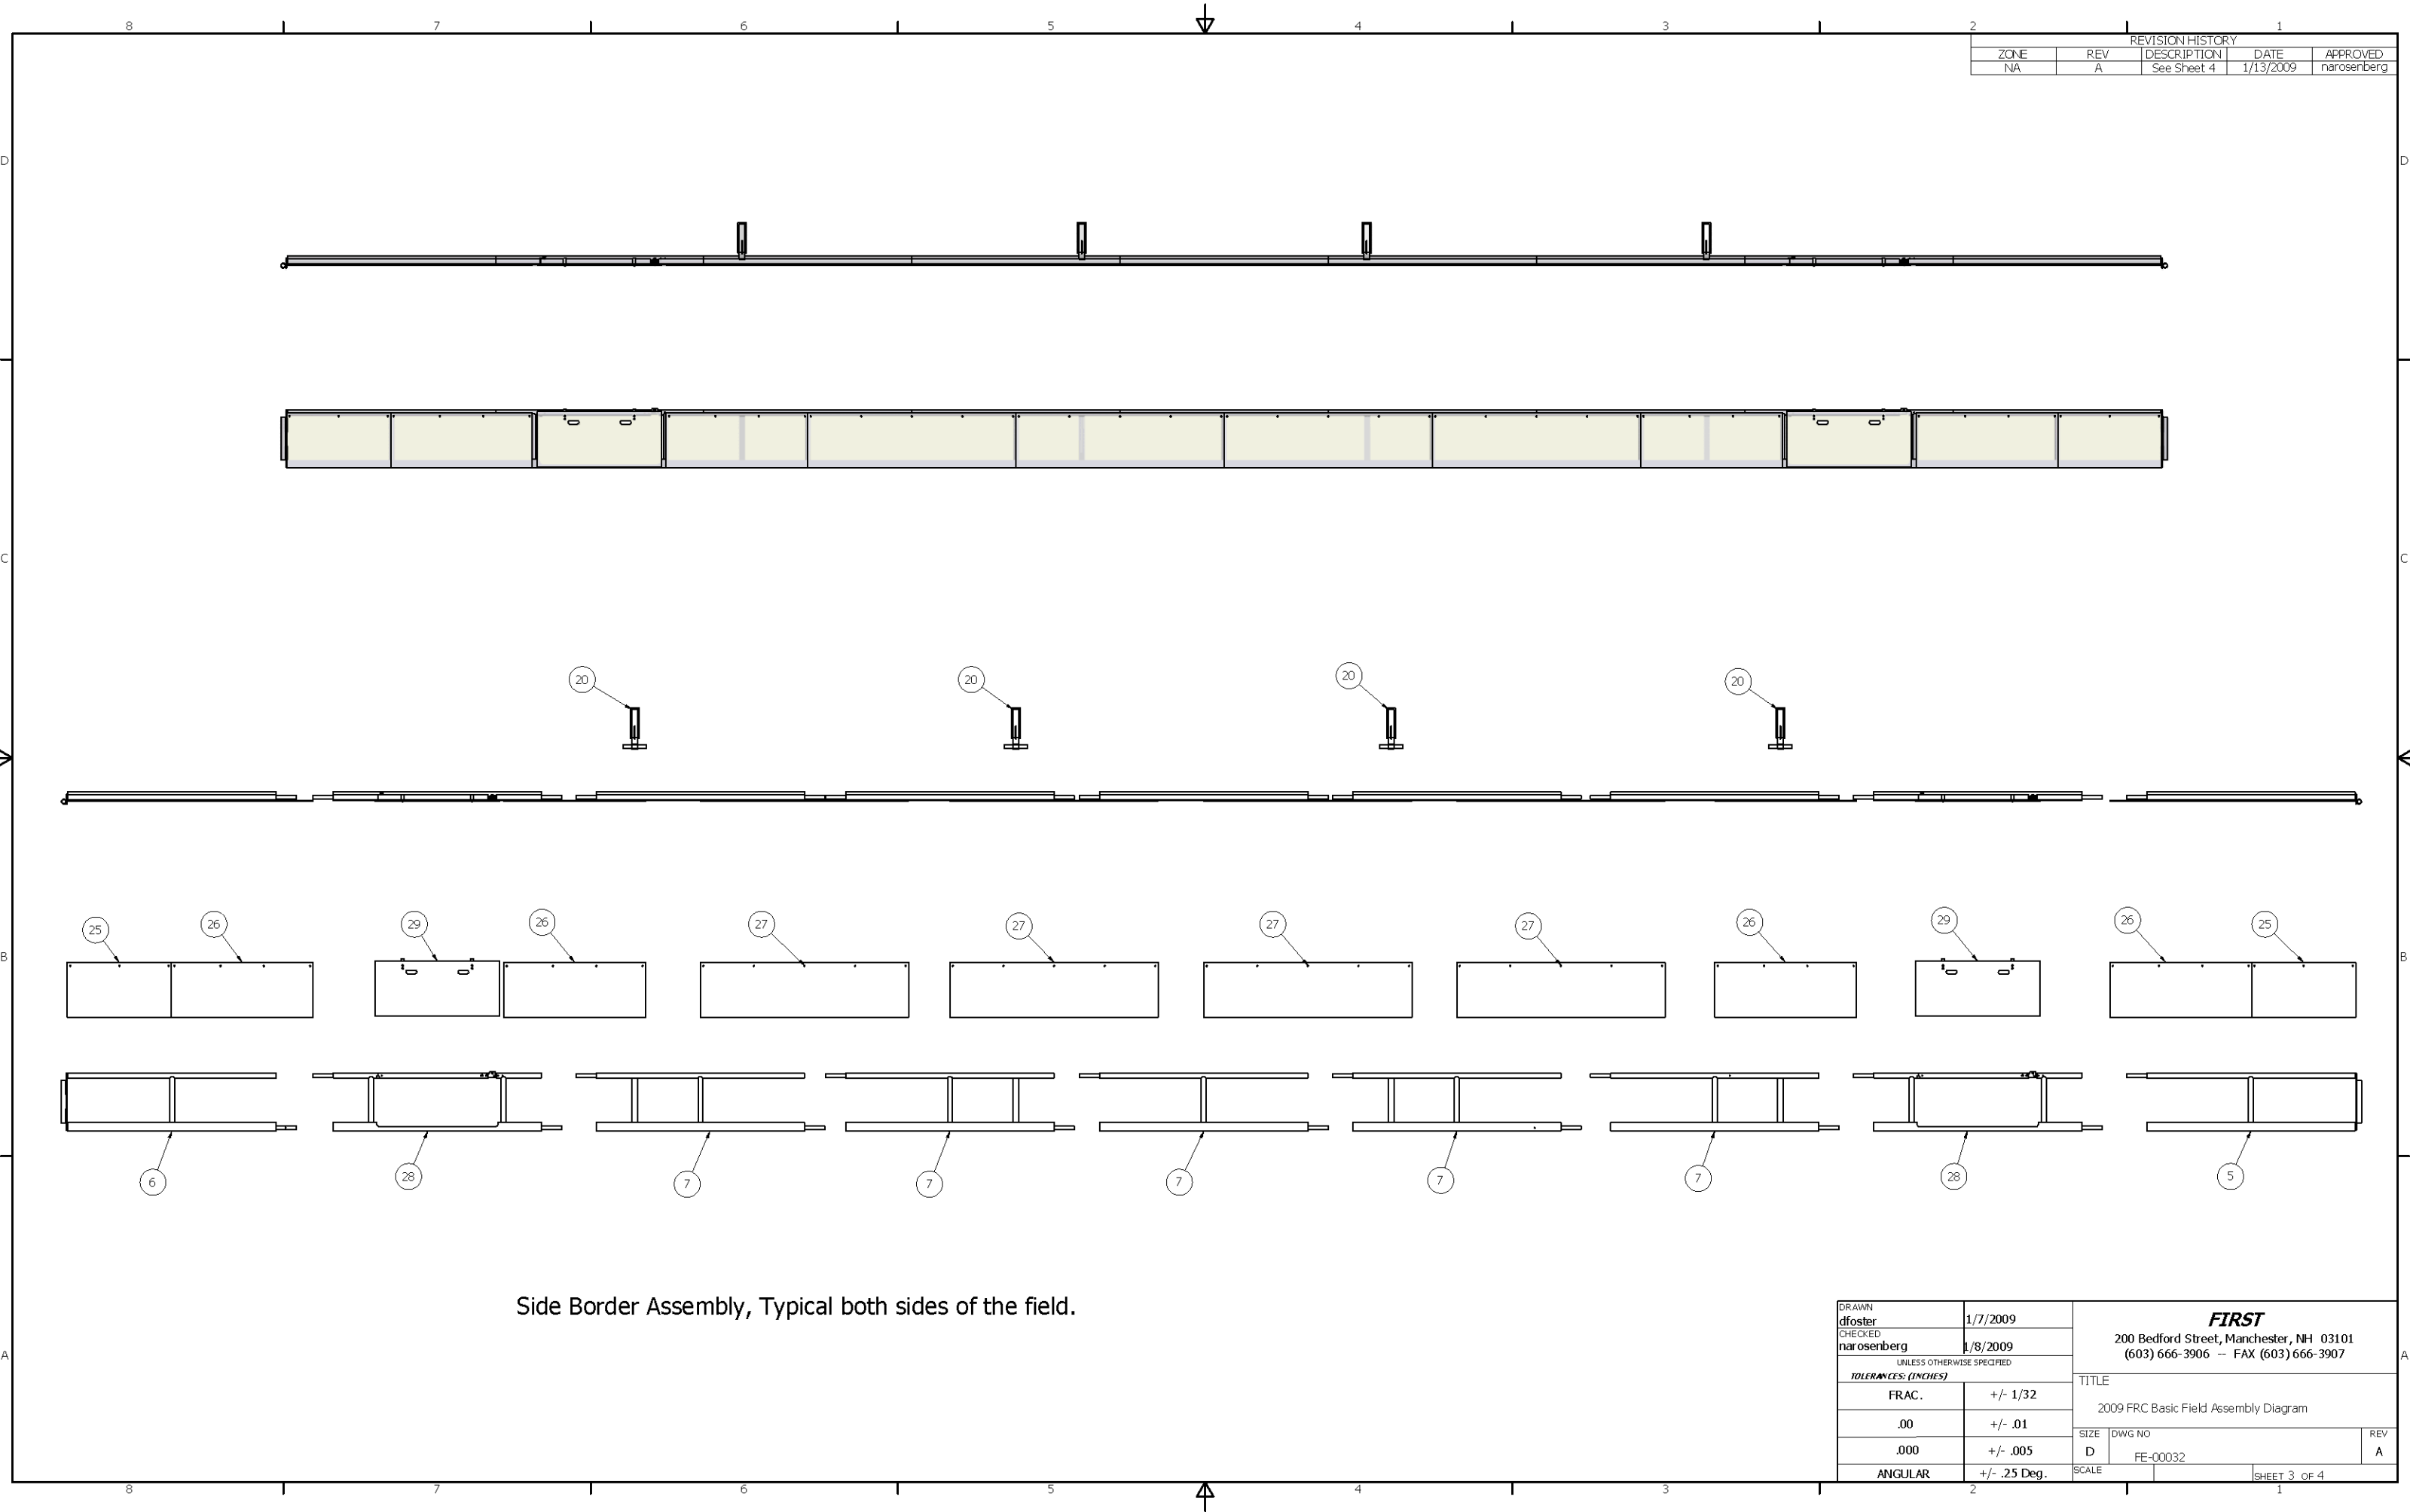 8 7 6 5 4 3 2 1
REVISION HISTORY
ZONE REV DESCRIPTION DATE APPROVED
NA A See Sheet 4 1/13/2009 narosenberg
D D
C C
20 20 20 20
25 26 29 26 27 27 27 27 26 29 26 25
B B
6 28 7 7 7 7 7 28 5
Side Border Assembly, Typical both sides of the field.
A A
DRAWN
dfoster 1/7/2009
CHECKED
narosenberg 1/8/2009
UNLESS OTHERWISE SPECIFIED
TOLERANCES: (INCHES)
FRAC. +/- 1/32
.00 +/- .01
.000 +/- .005
ANGULAR +/- .25 Deg.
FIRST
200 Bedford Street, Manchester, NH 03101
(603) 666-3906 -- FAX (603) 666-3907
TITLE
2009 FRC Basic Field Assembly Diagram
SIZE DWG NO REV
D FE-00032 A
SCALE SHEET 3 OF 4
8 7 6 5 4 3 2 1